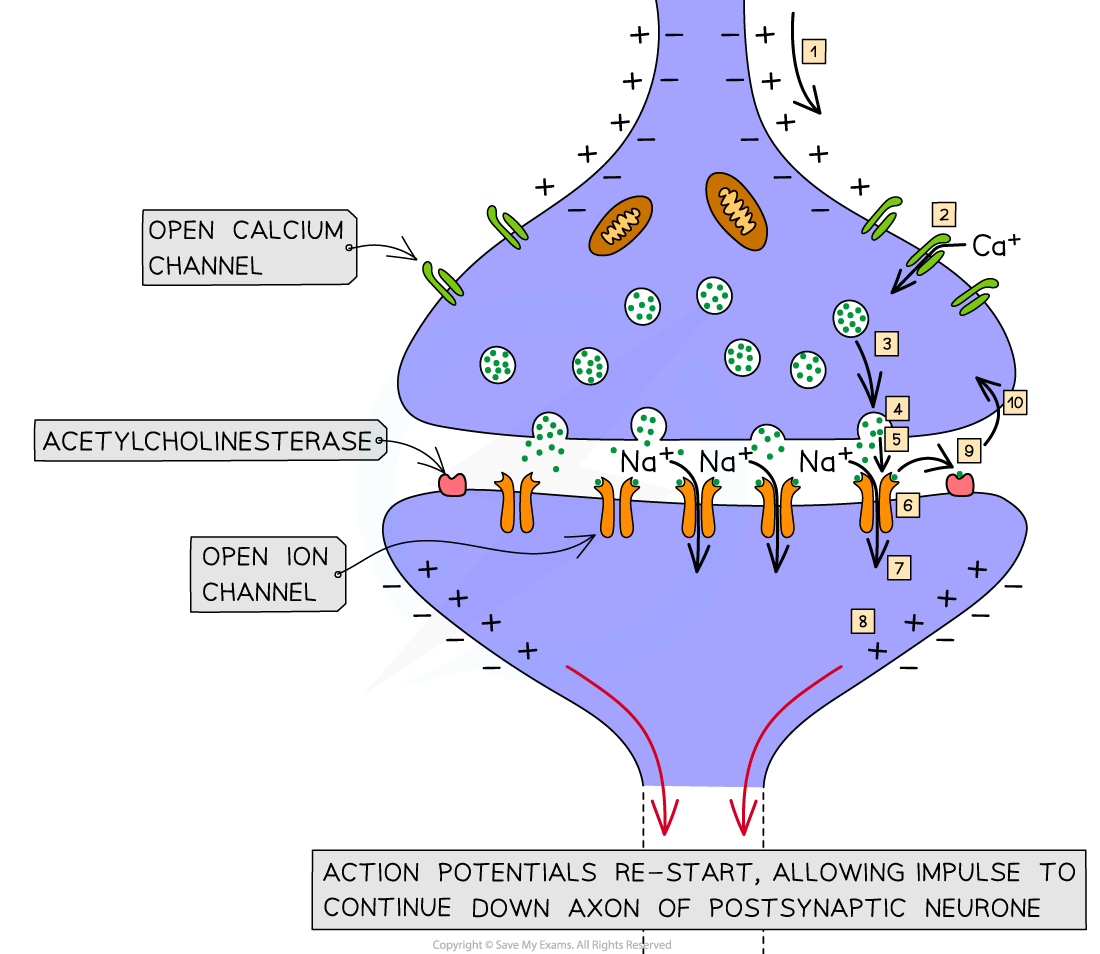 1
2
Ca+
OPEN CALCIUM
CHANNEL
3
4
10
ACETYLCHOLINESTERASE
5
9
Na+ Na+ Na+
6
OPEN ION
CHANNEL
7
8
ACTION POTENTIALS RE-START, ALLOWING IMPULSE TO
CONTINUE DOWN AXON OF POSTSYNAPTIC NEURONE
Copyright © Save My Exams. All Rights Reserved